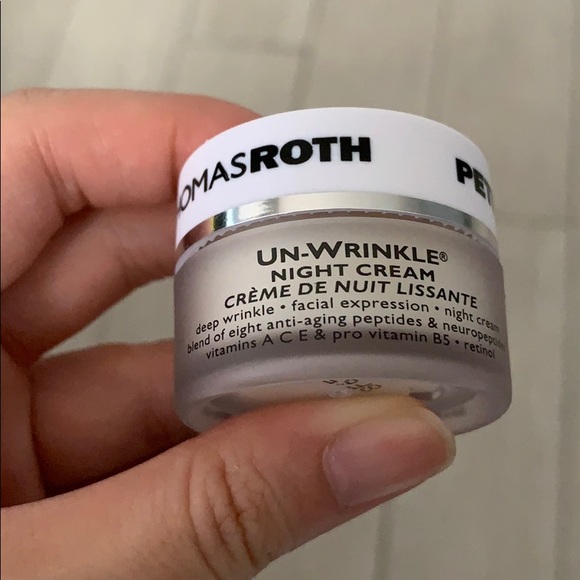 OMASROTH PET
UN-WRINKLE®
NIGHT CREAM
CRÈME DE NUIT LISSANTE
deep wrinkle • facial expression • night cream
blend of eight anti-aging peptides & neuropeptides
vitamins A C E & pro vitamin B5 • retinol